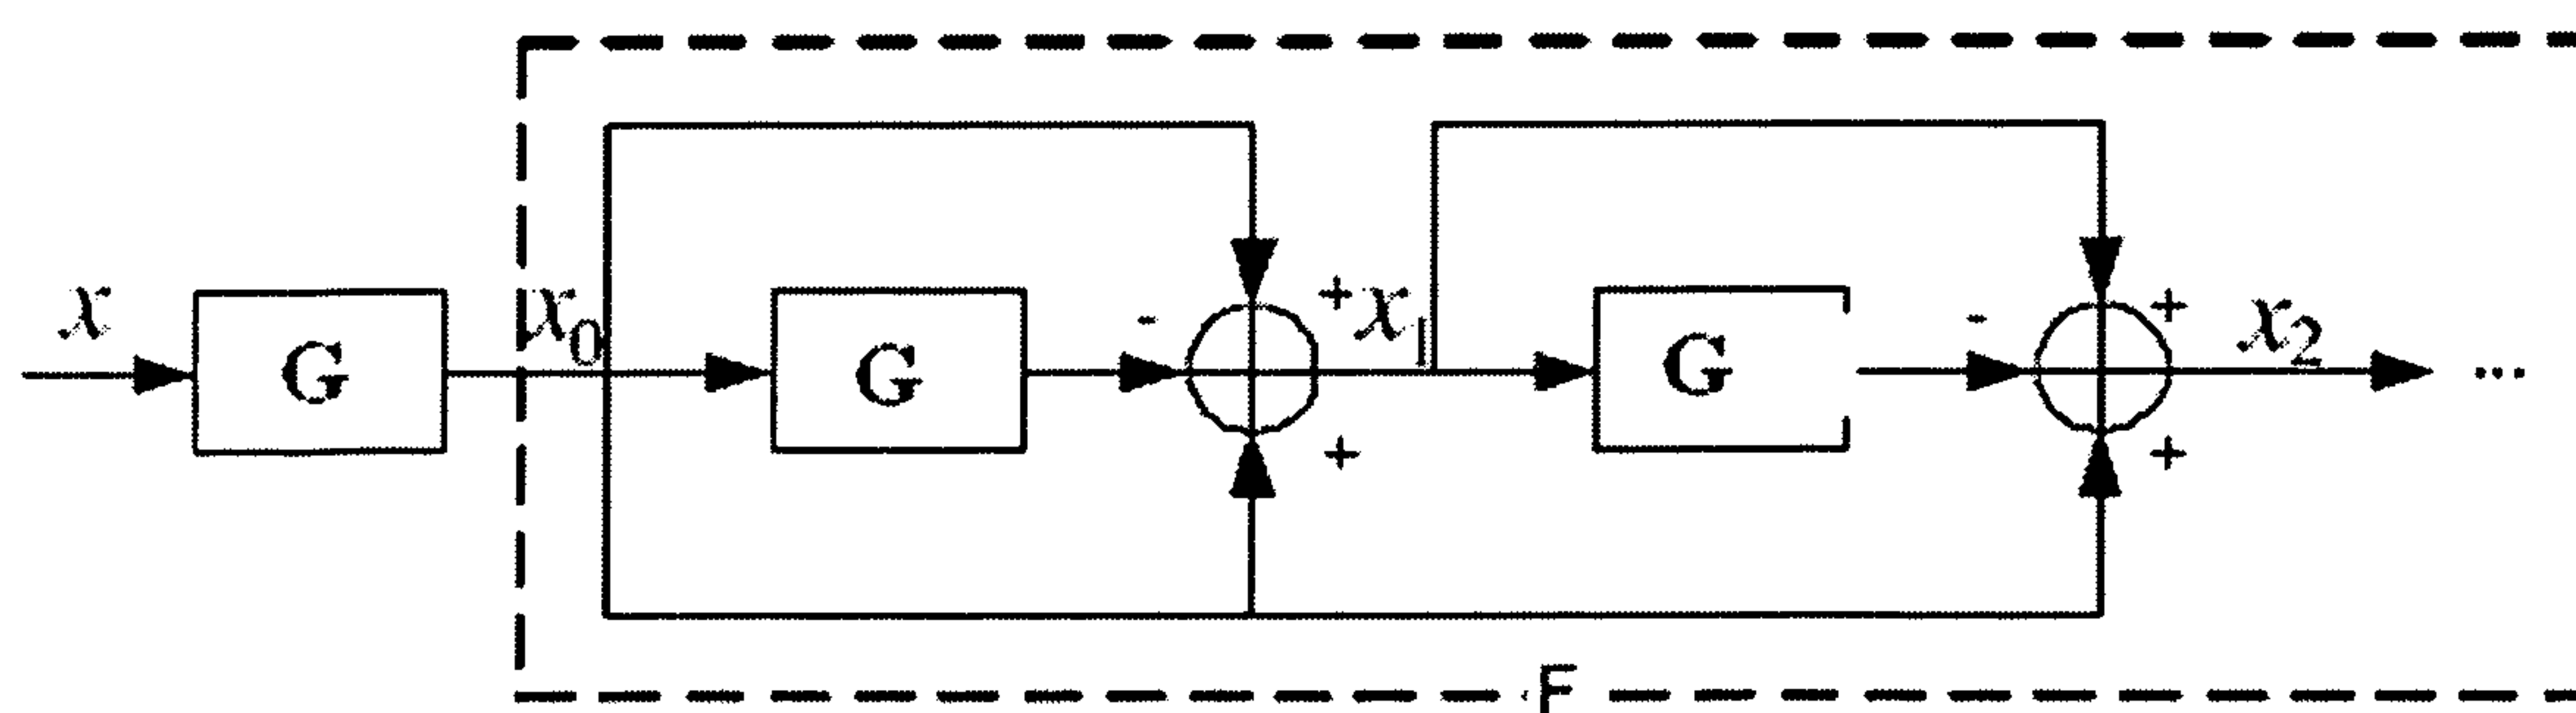 x G x₀ G - + x₁ + G - + x₂ + ...
F